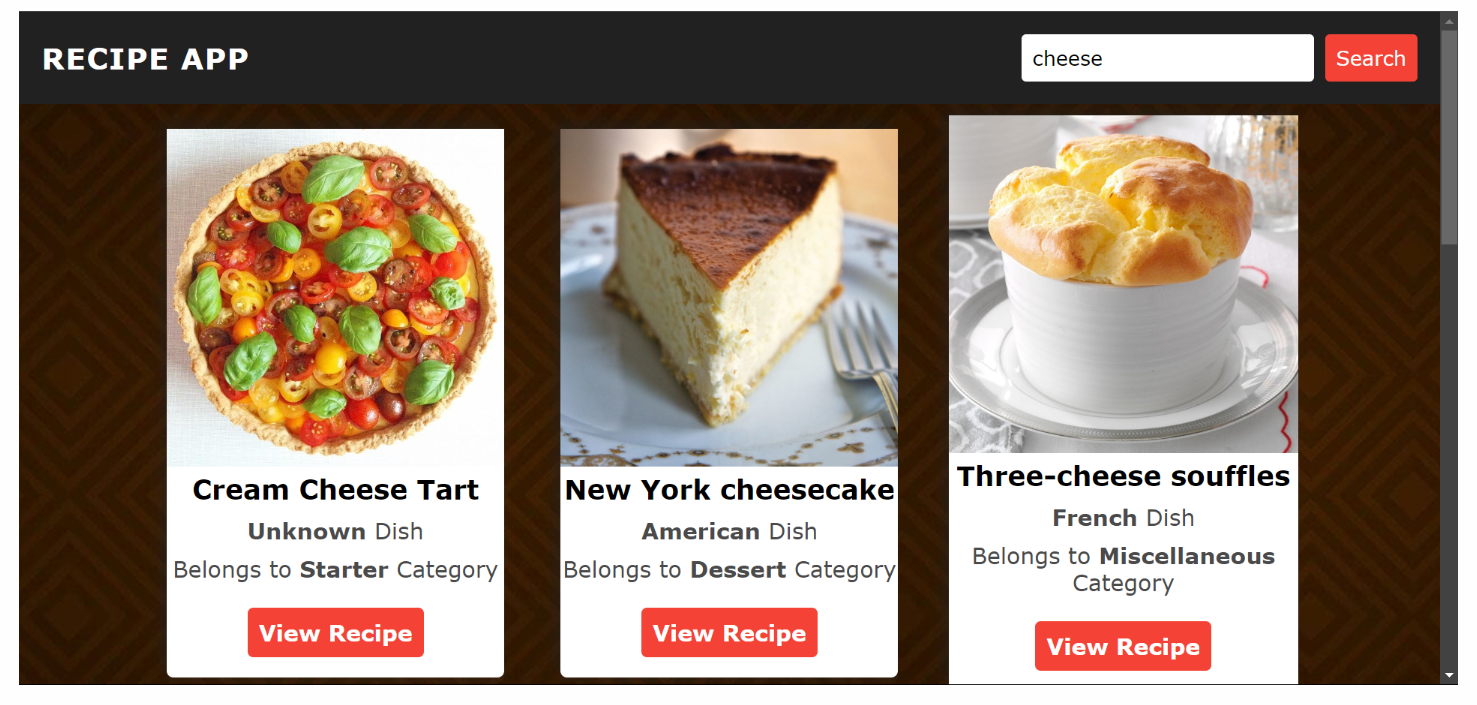 RECIPE APP
cheese
Search
Cream Cheese Tart
Unknown Dish
Belongs to Starter Category
View Recipe
New York cheesecake
American Dish
Belongs to Dessert Category
View Recipe
Three-cheese souffles
French Dish
Belongs to Miscellaneous
Category
View Recipe